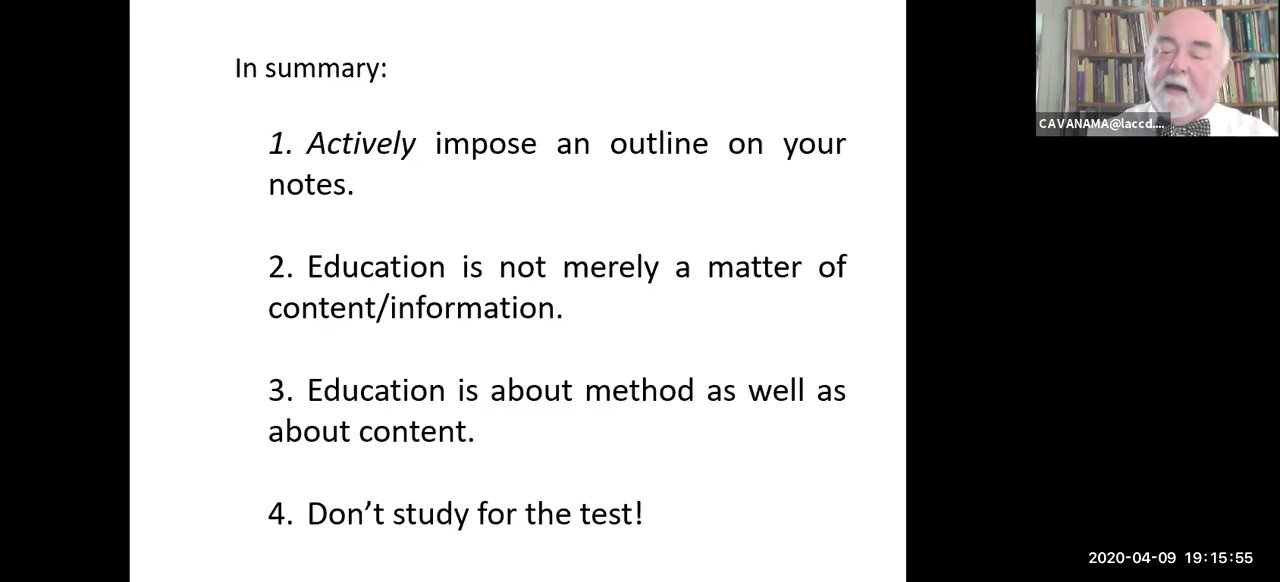 In summary:
1. Actively impose an outline on your
notes.
2. Education is not merely a matter of
content/information.
3. Education is about method as well as
about content.
4. Don’t study for the test!
CAVANAMA@laccd....
2020-04-09 19:15:55